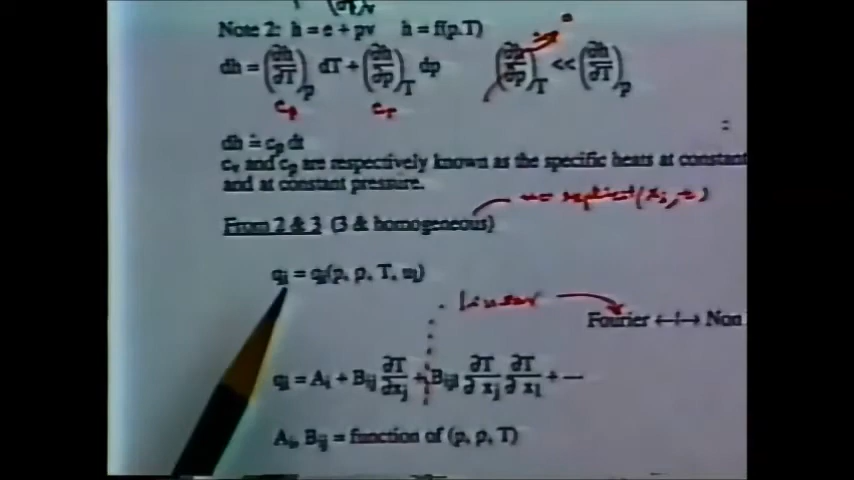 Note 2: h = e + pv    h = f(p,T)
dh = (∂h/∂T)p dT + (∂h/∂p)T dp    (∂h/∂p)T << (∂h/∂T)p
cp
dh ≐ cp dt
cv and cp are respectively known as the specific heats at constant
and at constant pressure.
From 2 & 3 (3 & homogeneous) explicit (xi, t)
qi = qi(p, ρ, T, ui)
Linear
Fourier ←|→ Non
qi = Ai + Bij ∂T/∂xj + Bijl ∂T/∂xj ∂T/∂xl + ---
Ai, Bij = function of (p, ρ, T)